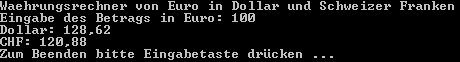 Waehrungsrechner von Euro in Dollar und Schweizer Franken
Eingabe des Betrags in Euro: 100
Dollar: 128,62
CHF: 120,88
Zum Beenden bitte Eingabetaste drücken ...